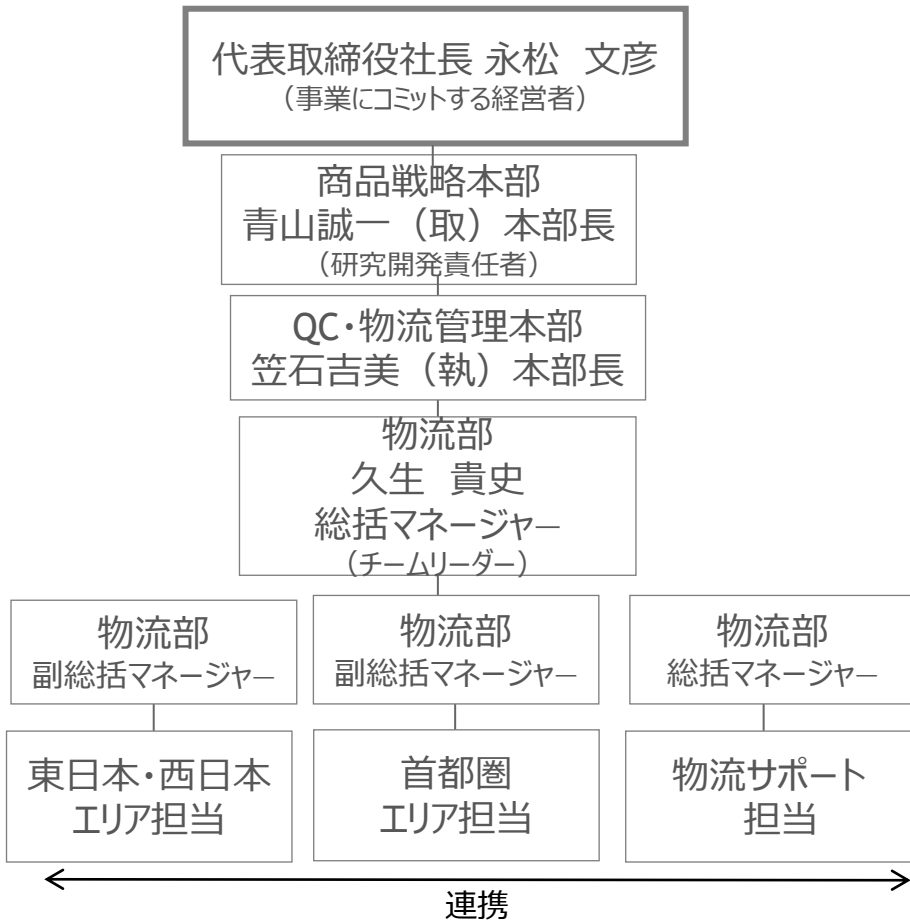 代表取締役社長 永松　文彦
（事業にコミットする経営者）
商品戦略本部
青山誠一（取）本部長
（研究開発責任者）
QC・物流管理本部
笠石吉美（執）本部長
物流部
久生　貴史
総括マネージャー
（チームリーダー）
物流部
副総括マネージャー
物流部
副総括マネージャー
物流部
総括マネージャー
東日本・西日本
エリア担当
首都圏
エリア担当
物流サポート
担当
連携